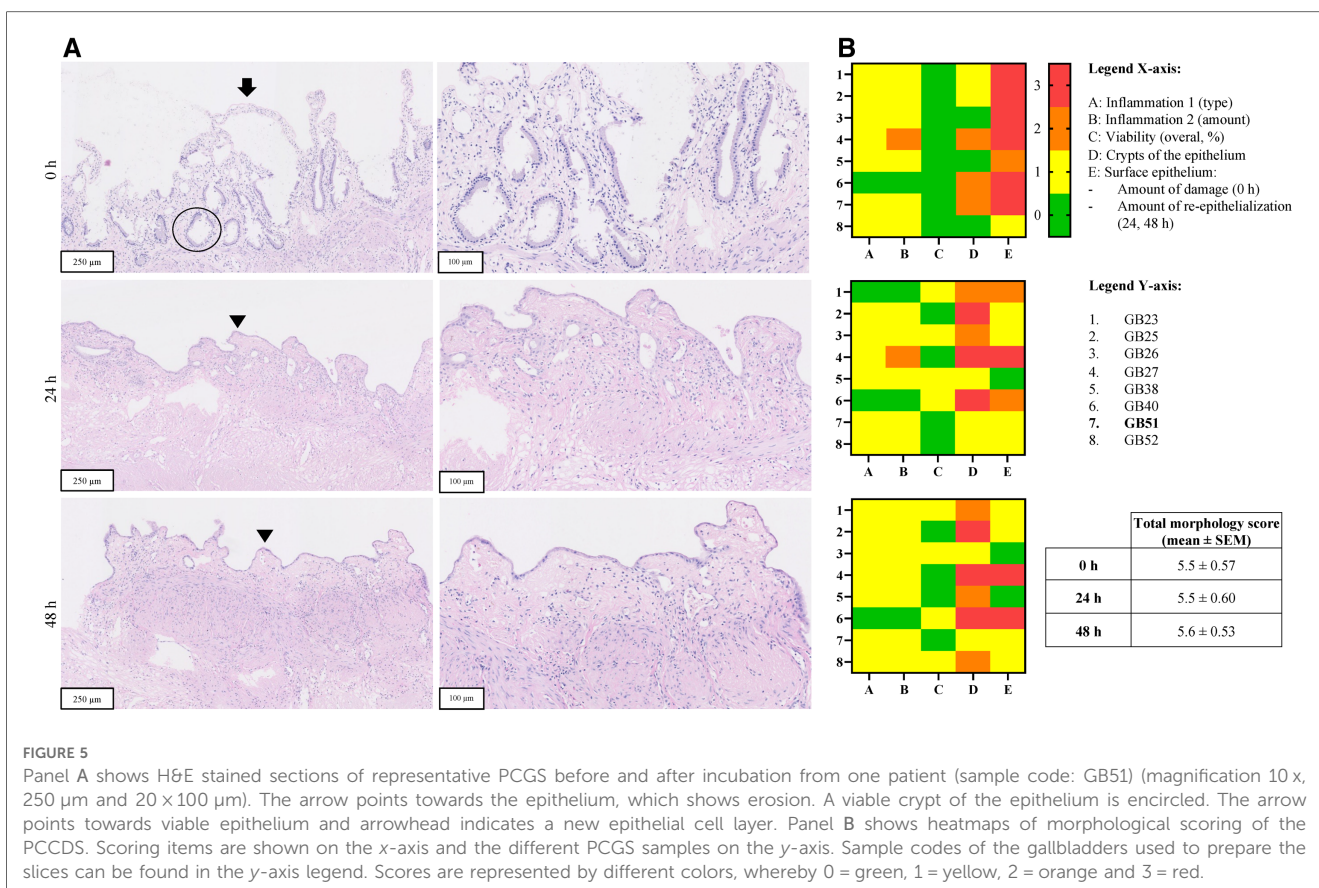 A
B
0 h
250 µm
100 µm
24 h
250 µm
100 µm
48 h
250 µm
100 µm
1
2
3
4
5
6
7
8
A B C D E
3
2
1
0
Legend X-axis:
A: Inflammation 1 (type)
B: Inflammation 2 (amount)
C: Viability (overal, %)
D: Crypts of the epithelium
E: Surface epithelium:
- Amount of damage (0 h)
- Amount of re-epithelialization
(24, 48 h)
1
2
3
4
5
6
7
8
A B C D E
Legend Y-axis:
1. GB23
2. GB25
3. GB26
4. GB27
5. GB38
6. GB40
7. GB51
8. GB52
1
2
3
4
5
6
7
8
A B C D E
Total morphology score
(mean ± SEM)
0 h 5.5 ± 0.57
24 h 5.5 ± 0.60
48 h 5.6 ± 0.53
FIGURE 5
Panel A shows H&E stained sections of representative PCGS before and after incubation from one patient (sample code: GB51) (magnification 10 x,
250 µm and 20 × 100 µm). The arrow points towards the epithelium, which shows erosion. A viable crypt of the epithelium is encircled. The arrow
points towards viable epithelium and arrowhead indicates a new epithelial cell layer. Panel B shows heatmaps of morphological scoring of the
PCCDS. Scoring items are shown on the x-axis and the different PCGS samples on the y-axis. Sample codes of the gallbladders used to prepare the
slices can be found in the y-axis legend. Scores are represented by different colors, whereby 0 = green, 1 = yellow, 2 = orange and 3 = red.